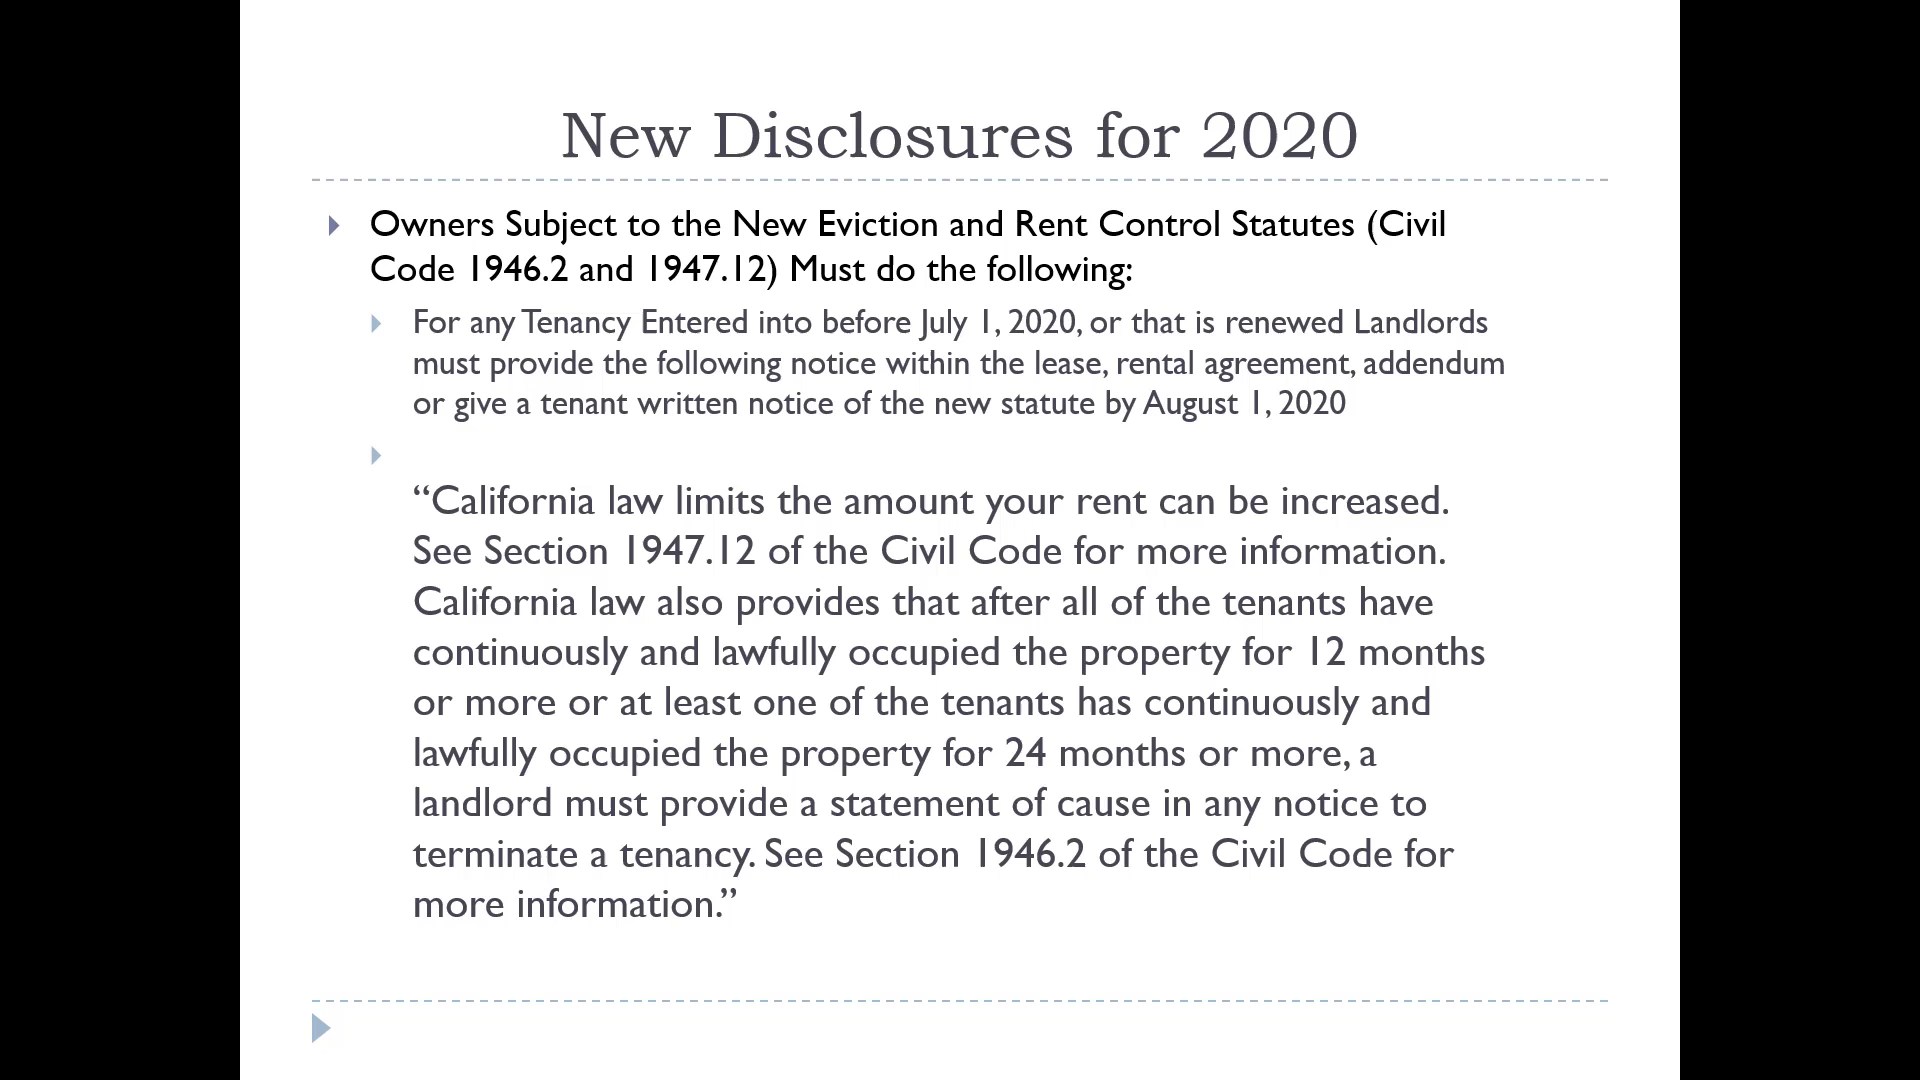 New Disclosures for 2020
Owners Subject to the New Eviction and Rent Control Statutes (Civil
Code 1946.2 and 1947.12) Must do the following:
For any Tenancy Entered into before July 1, 2020, or that is renewed Landlords
must provide the following notice within the lease, rental agreement, addendum
or give a tenant written notice of the new statute by August 1, 2020
“California law limits the amount your rent can be increased.
See Section 1947.12 of the Civil Code for more information.
California law also provides that after all of the tenants have
continuously and lawfully occupied the property for 12 months
or more or at least one of the tenants has continuously and
lawfully occupied the property for 24 months or more, a
landlord must provide a statement of cause in any notice to
terminate a tenancy. See Section 1946.2 of the Civil Code for
more information.”